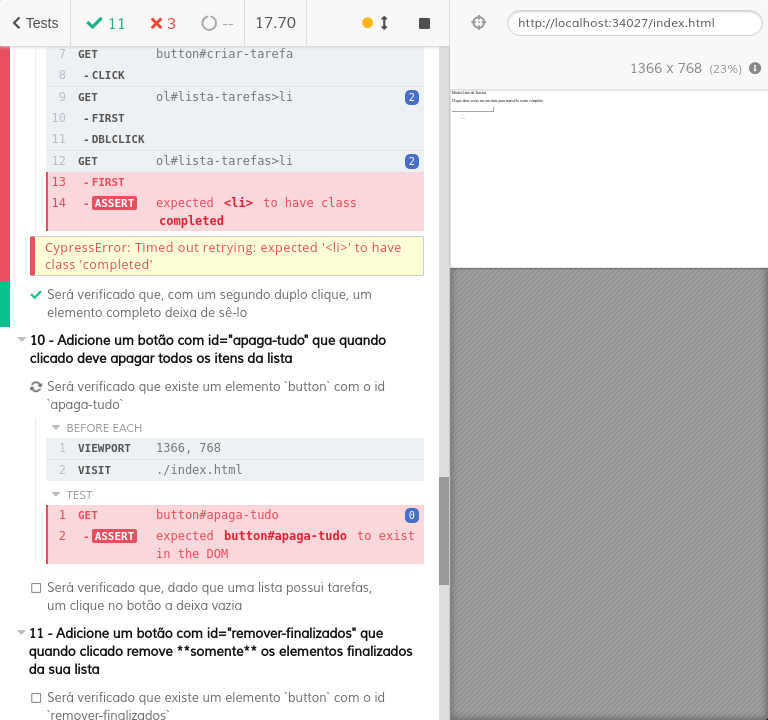 Tests 11 3 -- 17.70
http://localhost:34027/index.html
1366 x 768 (23%)
7 GET button#criar-tarefa
8 - CLICK
9 GET ol#lista-tarefas>li 2
10 - FIRST
11 - DBLCLICK
12 GET ol#lista-tarefas>li 2
13 - FIRST
14 - ASSERT expected <li> to have class
completed
CypressError: Timed out retrying: expected '<li>' to have
class 'completed'
Será verificado que, com um segundo duplo clique, um
elemento completo deixa de sê-lo
10 - Adicione um botão com id="apaga-tudo" que quando
clicado deve apagar todos os itens da lista
Será verificado que existe um elemento `button` com o id
`apaga-tudo`
BEFORE EACH
1 VIEWPORT 1366, 768
2 VISIT ./index.html
TEST
1 GET button#apaga-tudo 0
2 - ASSERT expected button#apaga-tudo to exist
in the DOM
Será verificado que, dado que uma lista possui tarefas,
um clique no botão a deixa vazia
11 - Adicione um botão com id="remover-finalizados" que
quando clicado remove **somente** os elementos finalizados
da sua lista
Será verificado que existe um elemento `button` com o id
`remover-finalizados`
Minha Lista de Tarefas